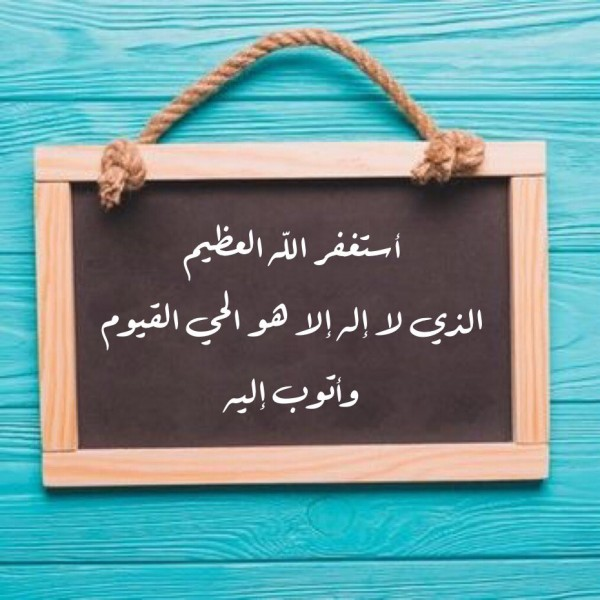 أستغفر الله العظيم
الذي لا إله إلا هو الحي القيوم
وأتوب إليه